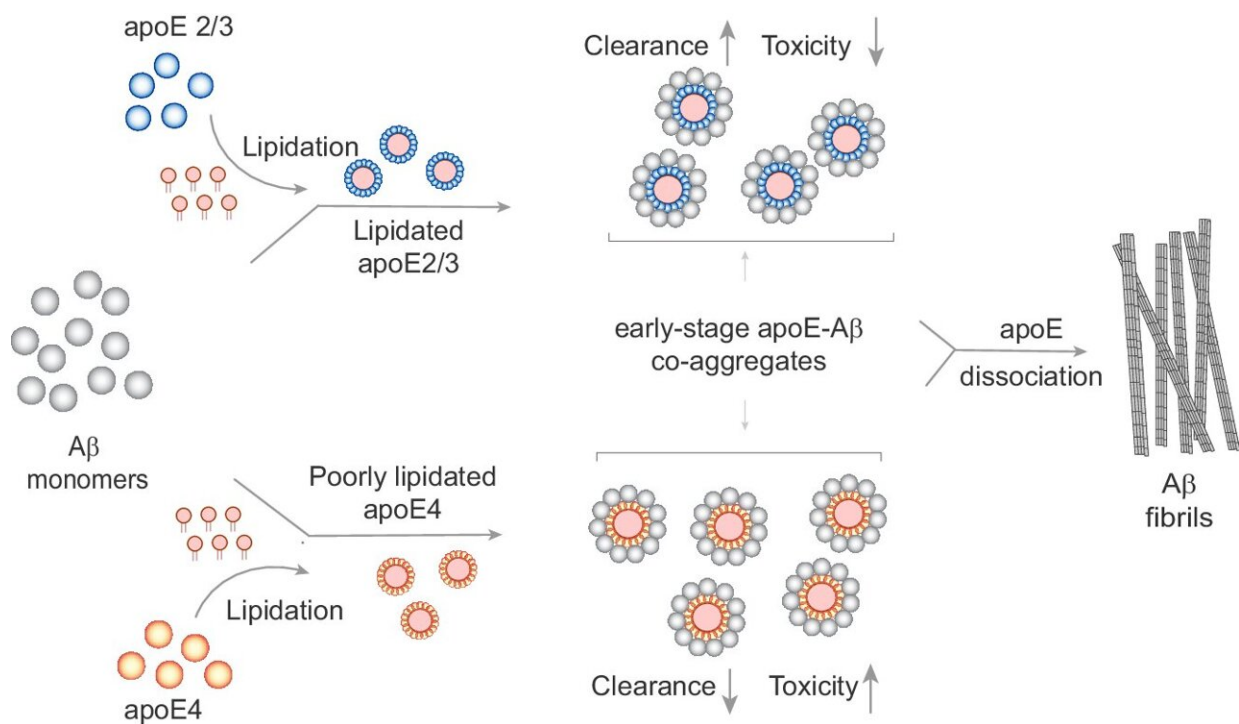 apoE 2/3
Clearance
Toxicity
Lipidation
Lipidated
apoE2/3
early-stage apoE-Aβ
co-aggregates
apoE
dissociation
Aβ
monomers
Poorly lipidated
apoE4
Aβ
fibrils
Lipidation
Clearance
Toxicity
apoE4